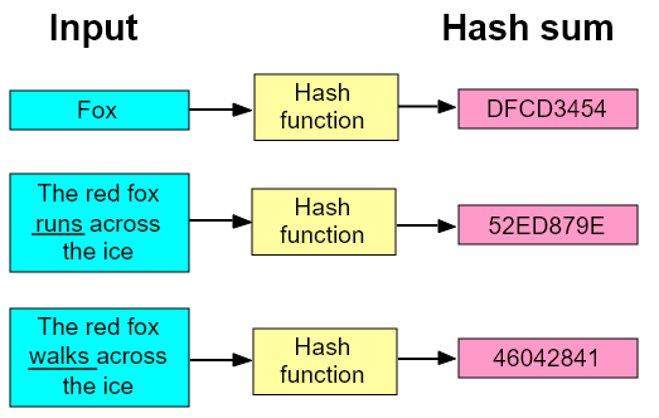 Input
Hash sum
Fox
Hash
function
DFCD3454
The red fox
runs across
the ice
Hash
function
52ED879E
The red fox
walks across
the ice
Hash
function
46042841